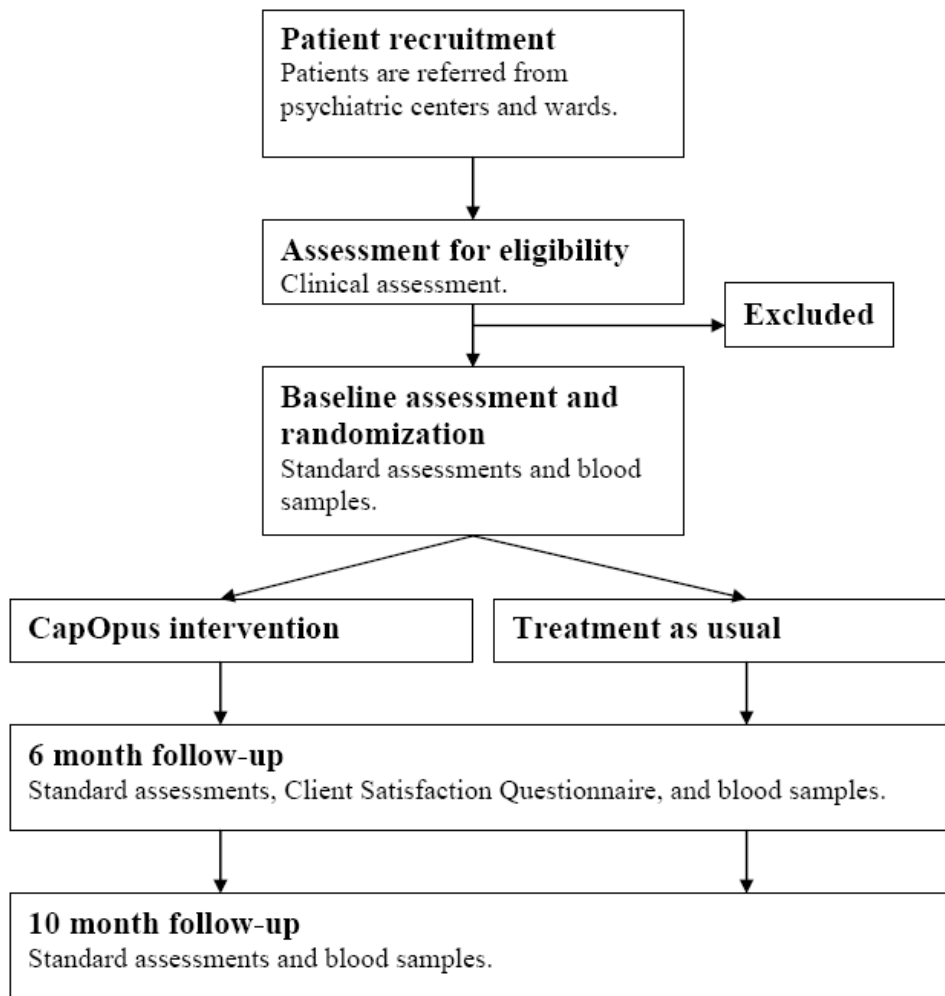 Patient recruitment
Patients are referred from
psychiatric centers and wards.
Assessment for eligibility
Clinical assessment.
Excluded
Baseline assessment and
randomization
Standard assessments and blood
samples.
CapOpus intervention
Treatment as usual
6 month follow-up
Standard assessments, Client Satisfaction Questionnaire, and blood samples.
10 month follow-up
Standard assessments and blood samples.